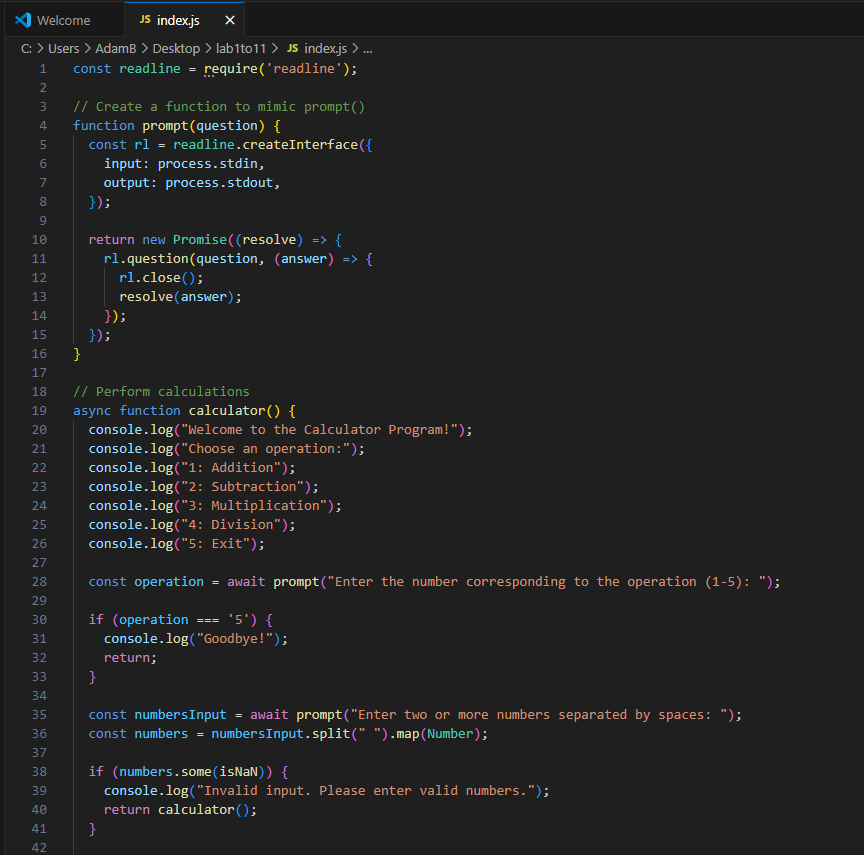 Welcome
JS index.js ×
C: > Users > AdamB > Desktop > lab1to11 > JS index.js > ...
1 const readline = require('readline');
2
3 // Create a function to mimic prompt()
4 function prompt(question) {
5   const rl = readline.createInterface({
6     input: process.stdin,
7     output: process.stdout,
8   });
9
10   return new Promise((resolve) => {
11     rl.question(question, (answer) => {
12       rl.close();
13       resolve(answer);
14     });
15   });
16 }
17
18 // Perform calculations
19 async function calculator() {
20   console.log("Welcome to the Calculator Program!");
21   console.log("Choose an operation:");
22   console.log("1: Addition");
23   console.log("2: Subtraction");
24   console.log("3: Multiplication");
25   console.log("4: Division");
26   console.log("5: Exit");
27
28   const operation = await prompt("Enter the number corresponding to the operation (1-5): ");
29
30   if (operation === '5') {
31     console.log("Goodbye!");
32     return;
33   }
34
35   const numbersInput = await prompt("Enter two or more numbers separated by spaces: ");
36   const numbers = numbersInput.split(" ").map(Number);
37
38   if (numbers.some(isNaN)) {
39     console.log("Invalid input. Please enter valid numbers.");
40     return calculator();
41   }
42